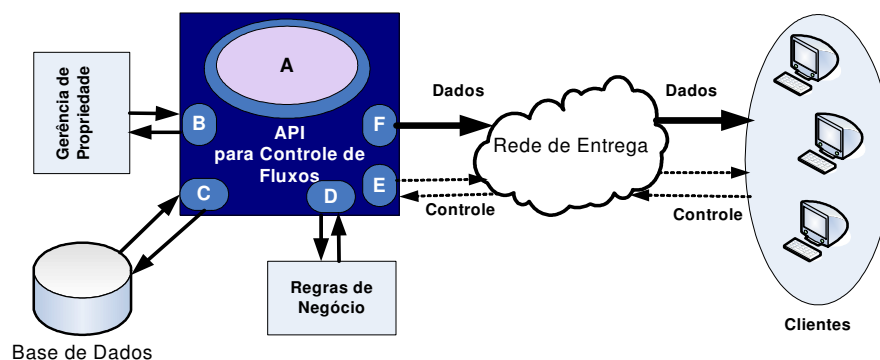 Gerência de
Propriedade
A
B
API
para Controle de
Fluxos
F
E
C
D
Dados
Rede de Entrega
Dados
Controle
Controle
Regras de
Negócio
Clientes
Base de Dados